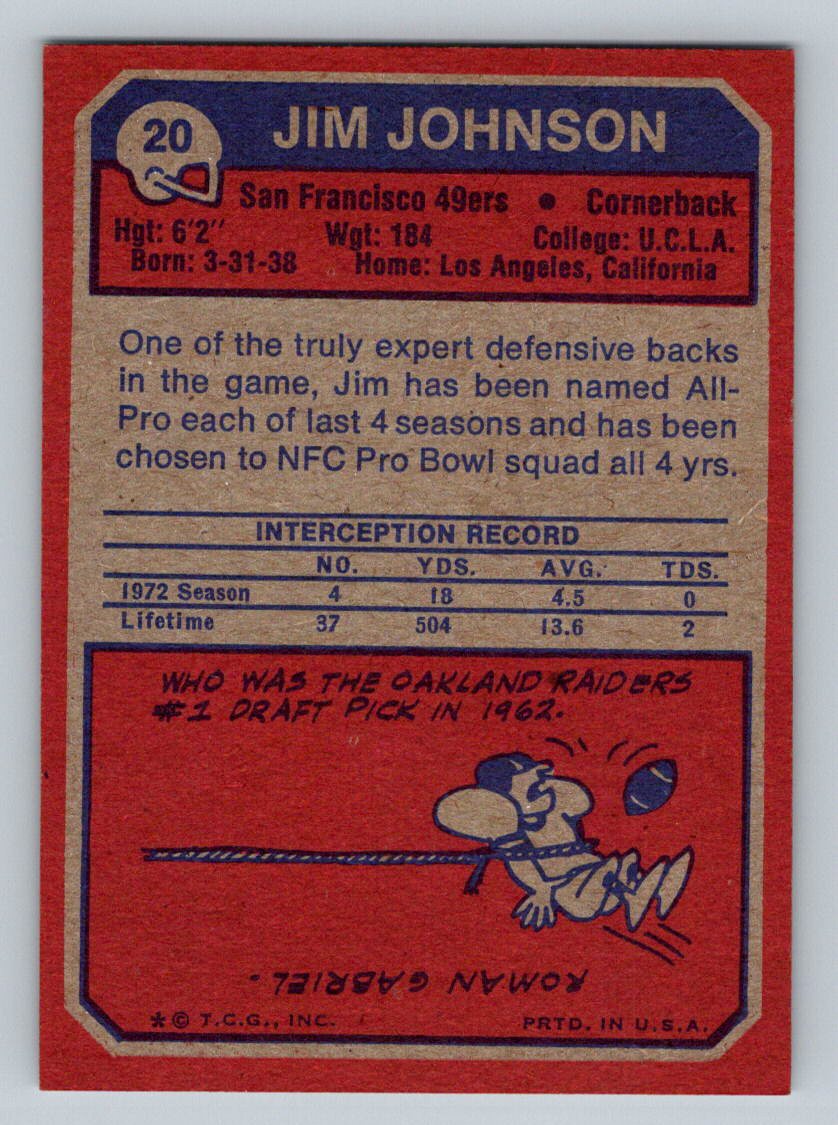 20
JIM JOHNSON
San Francisco 49ers • Cornerback
Hgt: 6'2" Wgt: 184 College: U.C.L.A.
Born: 3-31-38 Home: Los Angeles, California
One of the truly expert defensive backs
in the game, Jim has been named All-
Pro each of last 4 seasons and has been
chosen to NFC Pro Bowl squad all 4 yrs.
INTERCEPTION RECORD
NO. YDS. AVG. TDS.
1972 Season 4 18 4.5 0
Lifetime 37 504 13.6 2
WHO WAS THE OAKLAND RAIDERS
#1 DRAFT PICK IN 1962.
ROMAN GABRIEL.
* © T.C.G., INC. PRTD. IN U.S.A.